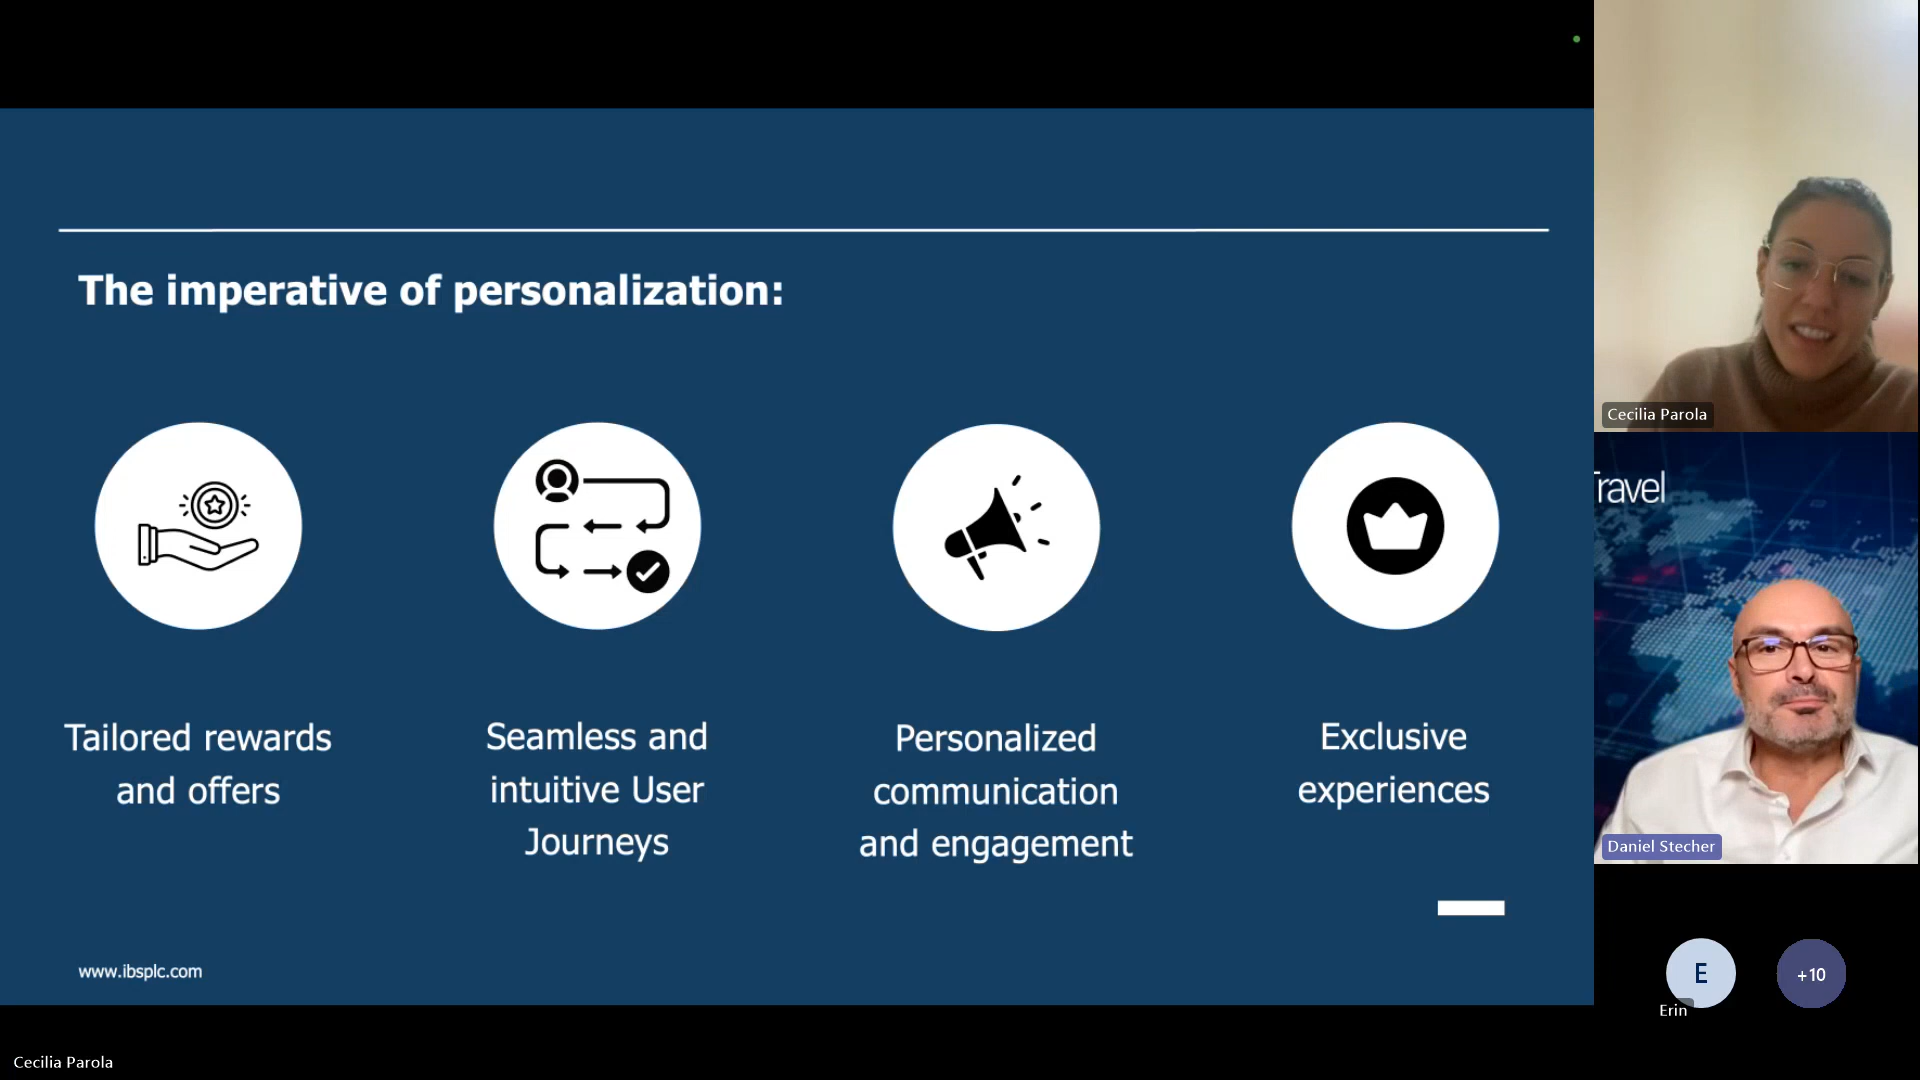 The imperative of personalization:
Tailored rewards
and offers
Seamless and
intuitive User
Journeys
Personalized
communication
and engagement
Exclusive
experiences
www.ibsplc.com
Cecilia Parola
Cecilia Parola
Travel
Daniel Stecher
E
Erin
+10